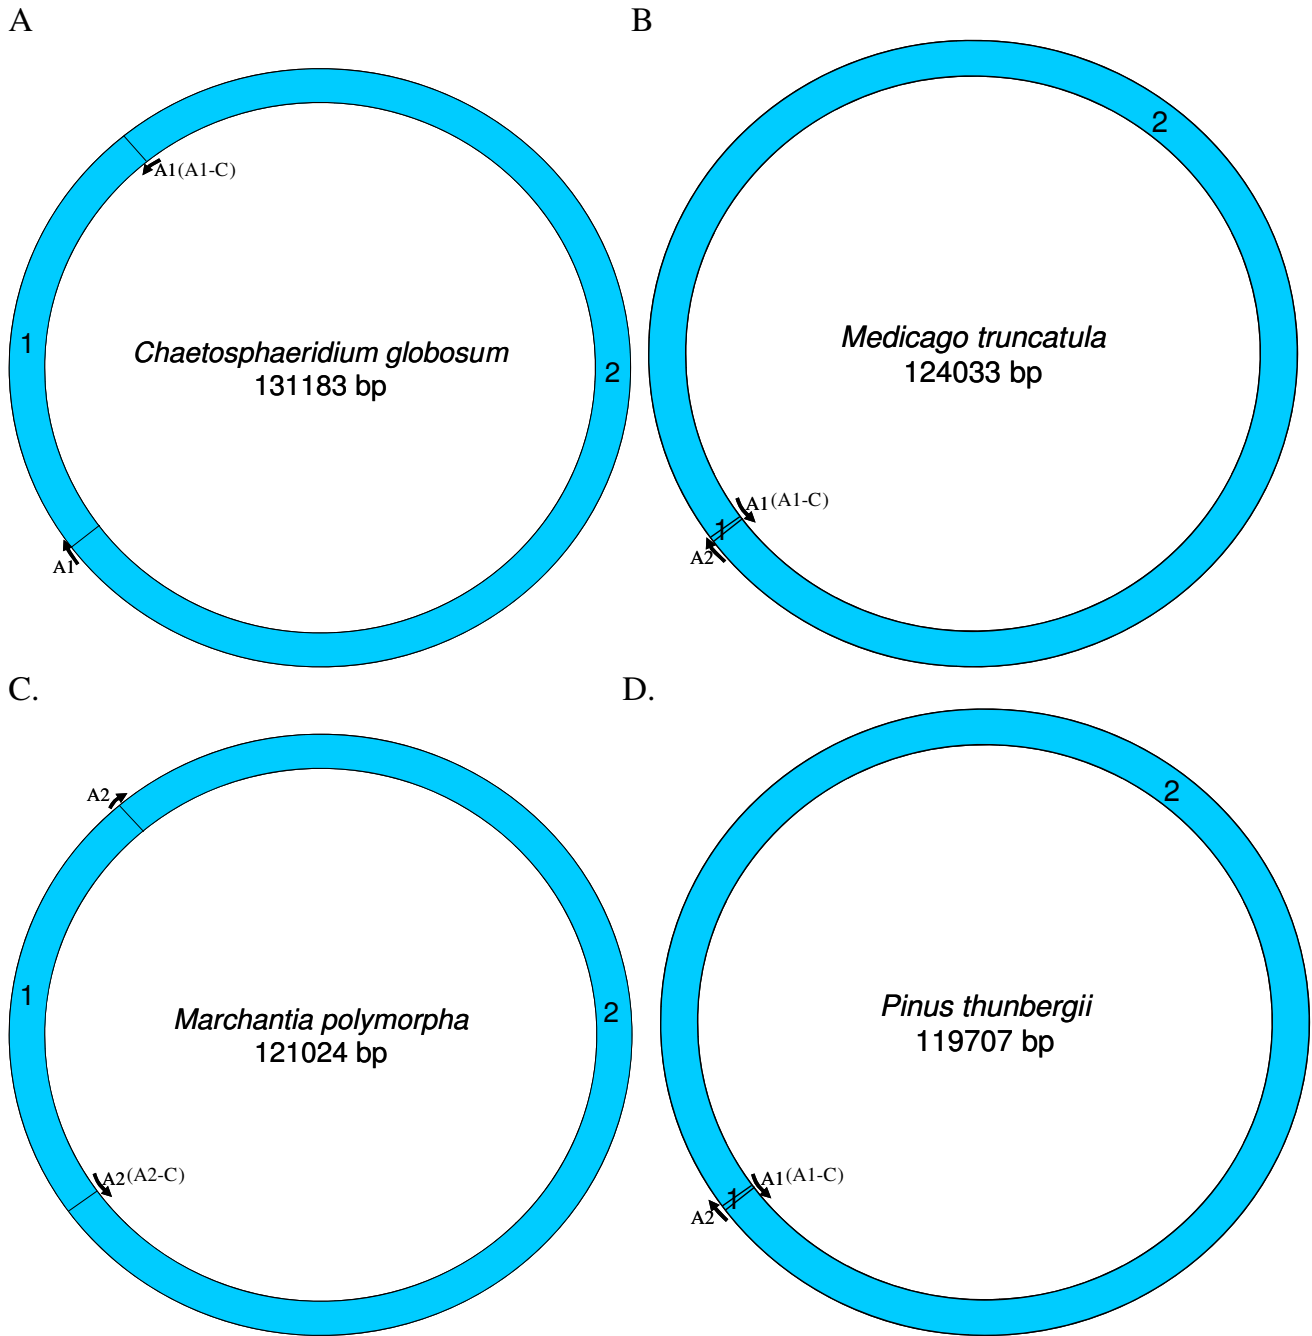 A
A1(A1-C)
1
Chaetosphaeridium globosum
131183 bp
2
A1
B
2
Medicago truncatula
124033 bp
A1(A1-C)
1
A2
C.
A2
1
Marchantia polymorpha
121024 bp
2
A2(A2-C)
D.
2
Pinus thunbergii
119707 bp
A1(A1-C)
1
A2